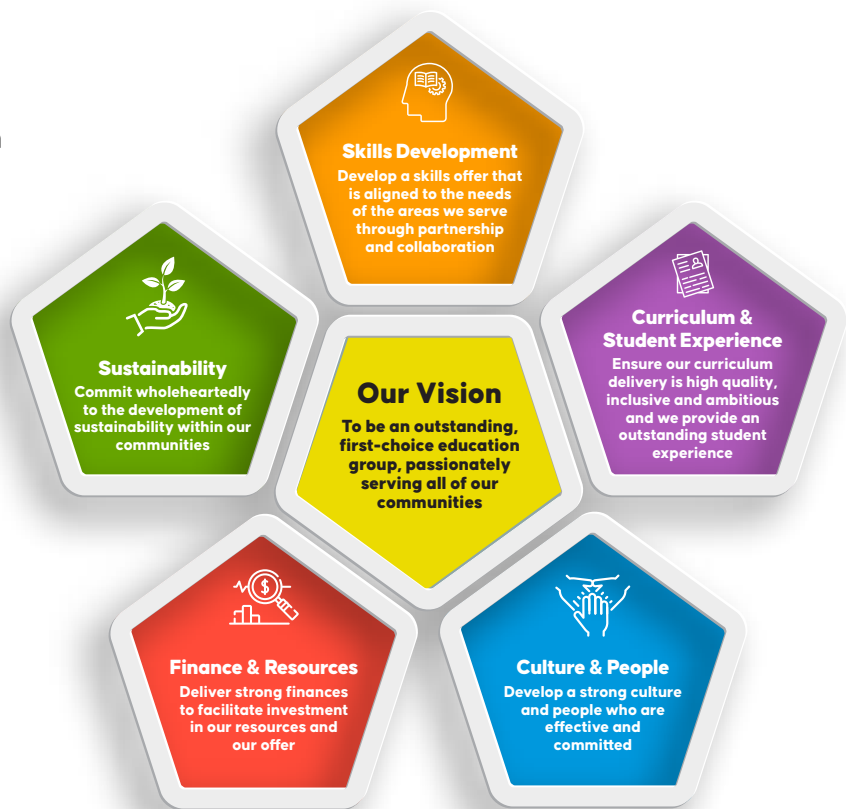 Skills Development
Develop a skills offer that
is aligned to the needs
of the areas we serve
through partnership
and collaboration
Sustainability
Commit wholeheartedly
to the development of
sustainability within our
communities
Our Vision
To be an outstanding,
first-choice education
group, passionately
serving all of our
communities
Curriculum &
Student Experience
Ensure our curriculum
delivery is high quality,
inclusive and ambitious
and we provide an
outstanding student
experience
Finance & Resources
Deliver strong finances
to facilitate investment
in our resources and
our offer
Culture & People
Develop a strong culture
and people who are
effective and
committed